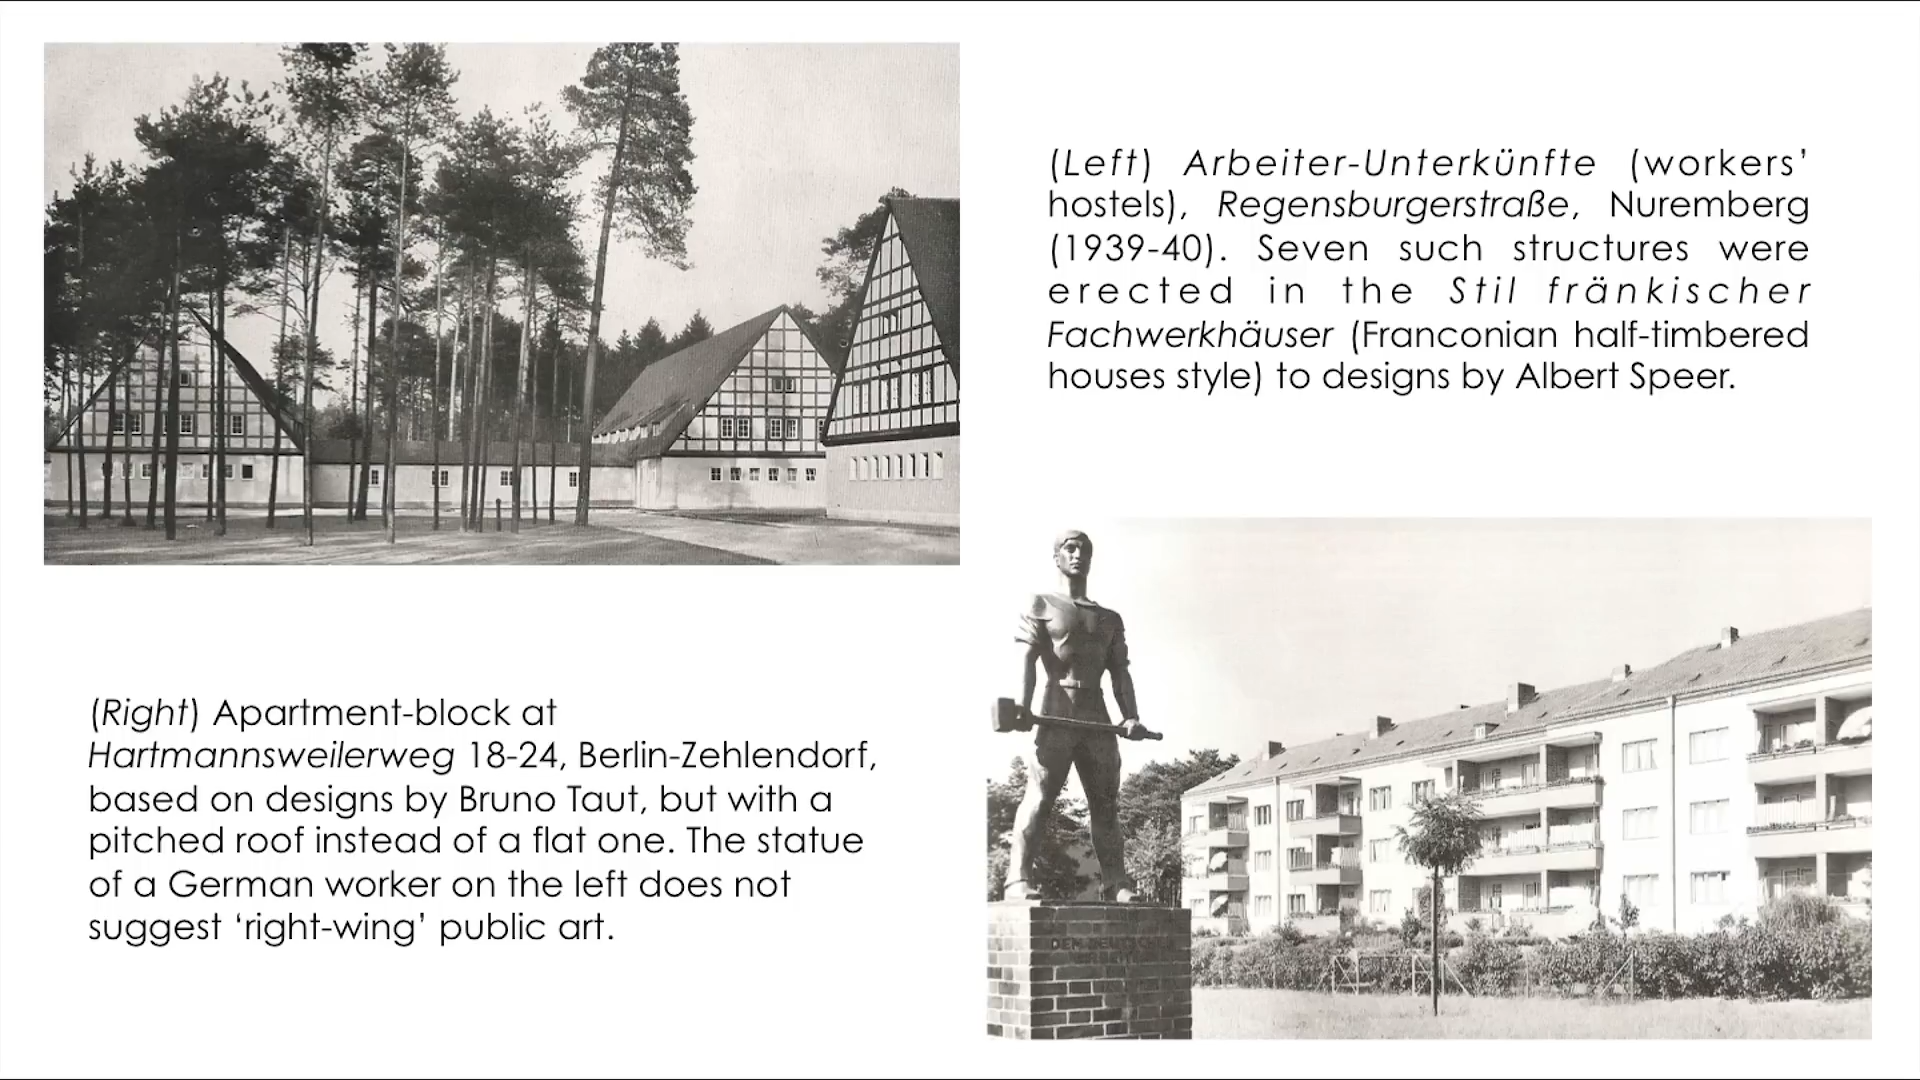 (Left) Arbeiter-Unterkünfte (workers’
hostels), Regensburgerstraße, Nuremberg
(1939-40). Seven such structures were
erected in the Stil fränkischer
Fachwerkhäuser (Franconian half-timbered
houses style) to designs by Albert Speer.
(Right) Apartment-block at
Hartmannsweilerweg 18-24, Berlin-Zehlendorf,
based on designs by Bruno Taut, but with a
pitched roof instead of a flat one. The statue
of a German worker on the left does not
suggest ‘right-wing’ public art.
DEM DEUTSCHEN